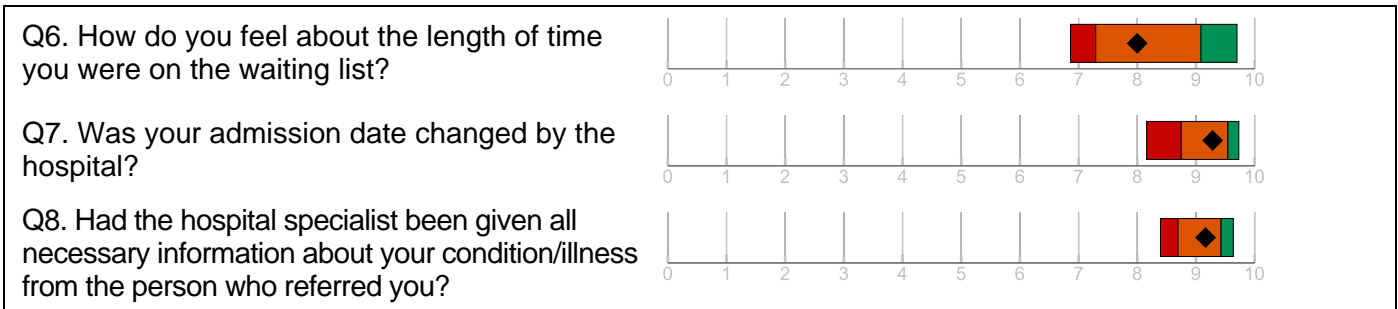 Q6. How do you feel about the length of time
you were on the waiting list?
0 1 2 3 4 5 6 7 8 9 10
Q7. Was your admission date changed by the
hospital?
0 1 2 3 4 5 6 7 8 9 10
Q8. Had the hospital specialist been given all
necessary information about your condition/illness
from the person who referred you?
0 1 2 3 4 5 6 7 8 9 10